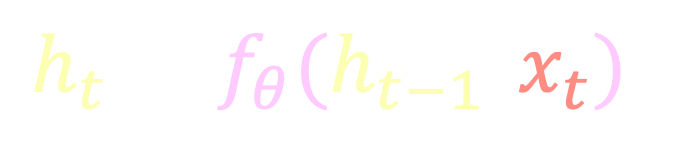 h_t f_θ(h_{t−1} x_t)